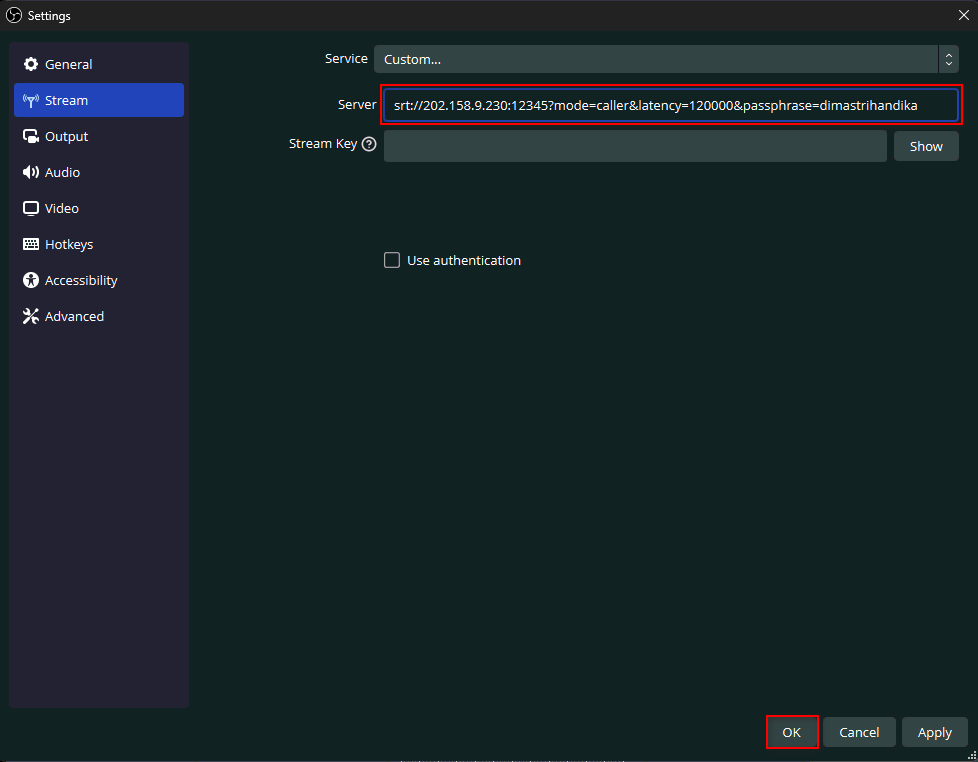 Settings
General
Stream
Output
Audio
Video
Hotkeys
Accessibility
Advanced
Service Custom...
Server srt://202.158.9.230:12345?mode=caller&latency=120000&passphrase=dimastrihandika
Stream Key ? Show
Use authentication
OK Cancel Apply